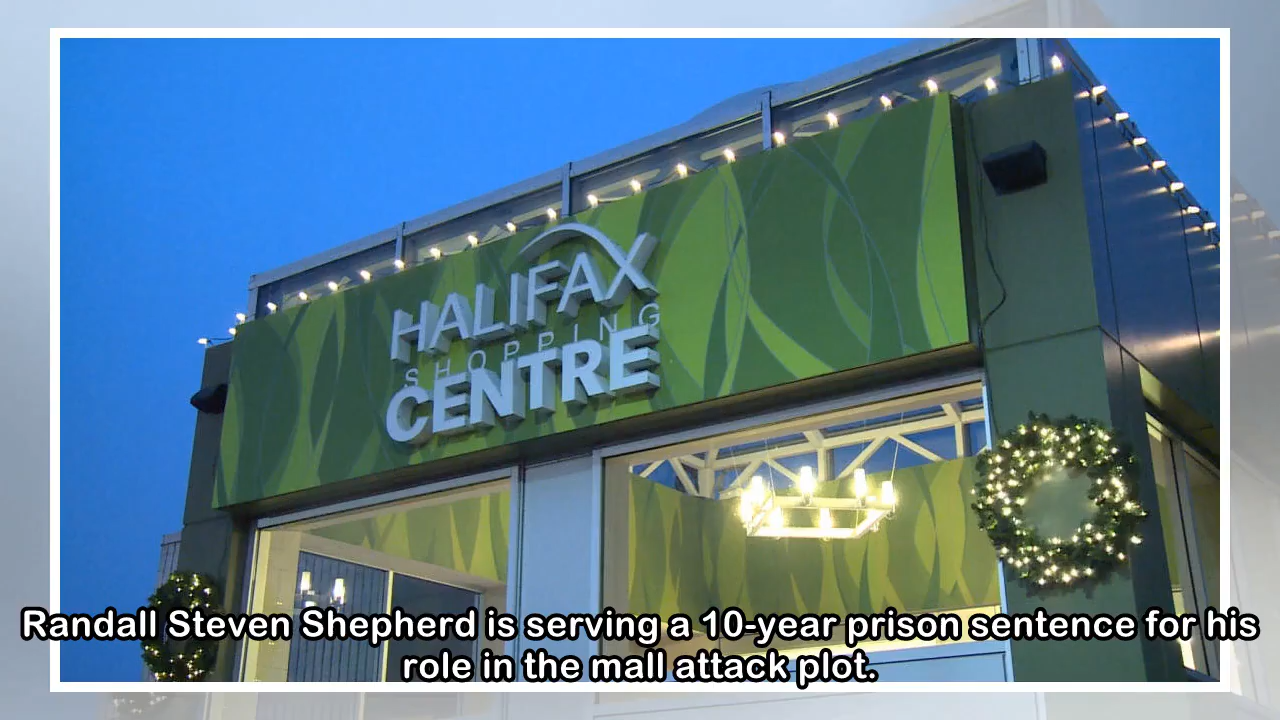 HALIFAX
SHOPPING
CENTRE
Randall Steven Shepherd is serving a 10-year prison sentence for his
role in the mall attack plot.